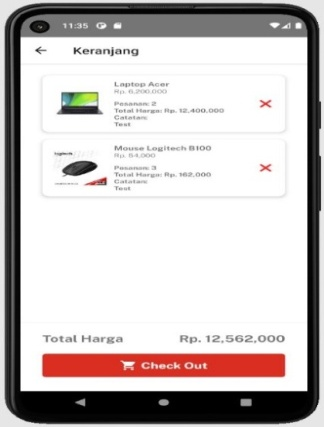 11:35
Keranjang
Laptop Acer
Rp. 6,200,000
Pesanan: 2
Total Harga: Rp. 12,400,000
Catatan:
Test
Mouse Logitech B100
Rp. 54,000
Pesanan: 3
Total Harga: Rp. 162,000
Catatan:
Test
Total Harga Rp. 12,562,000
Check Out